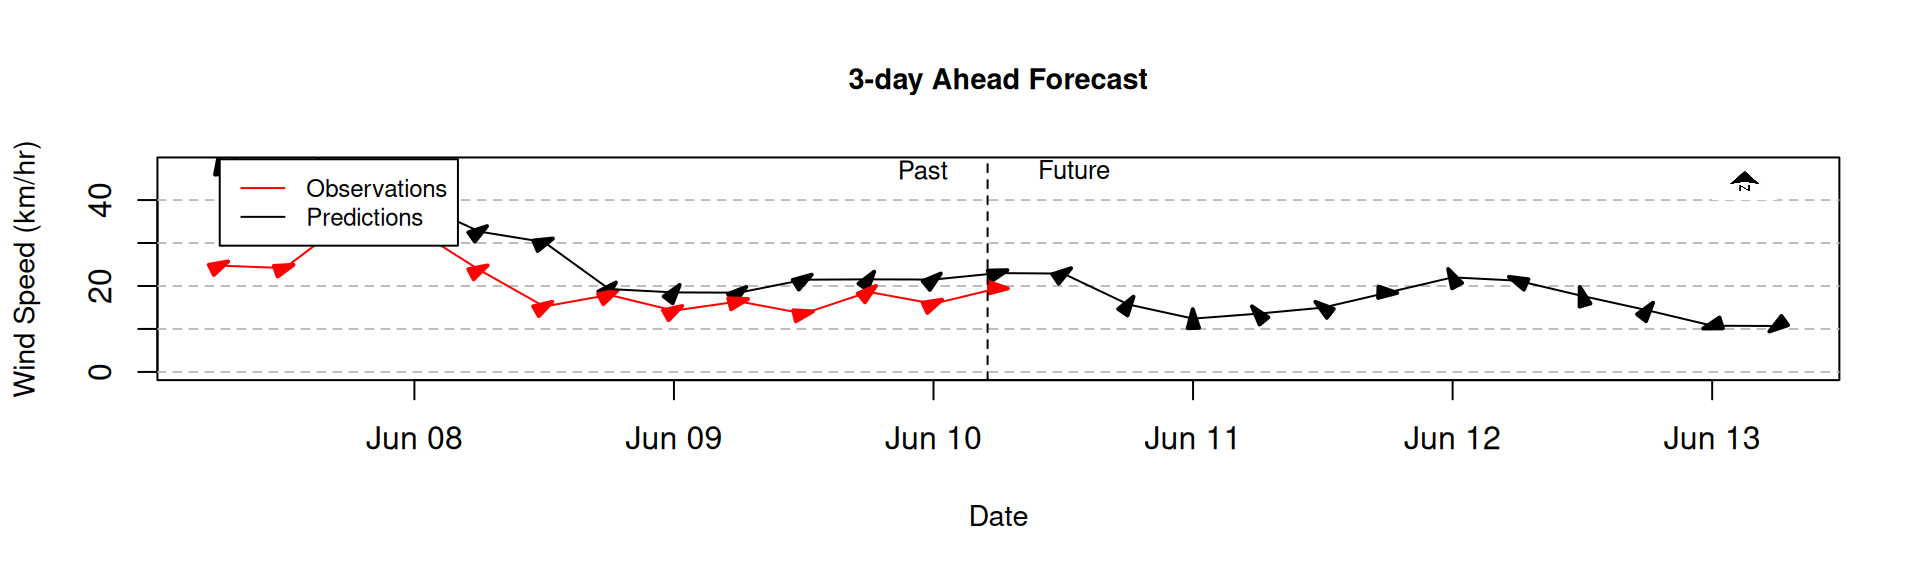 3-day Ahead Forecast
Wind Speed (km/hr)
40
20
0
Observations
Predictions
Past
Future
N
Jun 08
Jun 09
Jun 10
Jun 11
Jun 12
Jun 13
Date